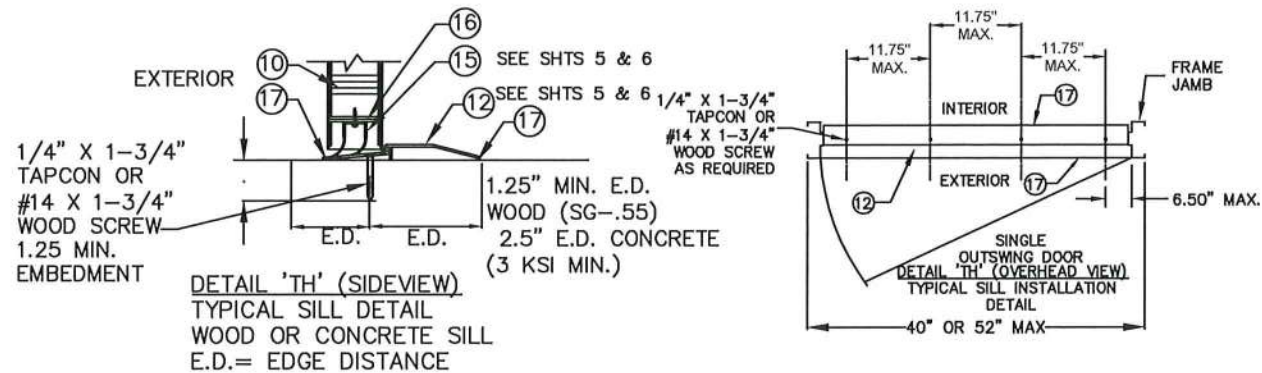 EXTERIOR
10
16
15
SEE SHTS 5 & 6
12
SEE SHTS 5 & 6
17
17
1/4" X 1-3/4"
TAPCON OR
#14 X 1-3/4"
WOOD SCREW
1.25 MIN.
EMBEDMENT
E.D.
E.D.
1.25" MIN. E.D.
WOOD (SG-.55)
2.5" E.D. CONCRETE
(3 KSI MIN.)
DETAIL 'TH' (SIDEVIEW)
TYPICAL SILL DETAIL
WOOD OR CONCRETE SILL
E.D.= EDGE DISTANCE
11.75"
MAX.
11.75"
MAX.
11.75"
MAX.
FRAME
JAMB
1/4" X 1-3/4"
TAPCON OR
#14 X 1-3/4"
WOOD SCREW
AS REQUIRED
INTERIOR
17
EXTERIOR
17
12
6.50" MAX.
SINGLE
OUTSWING DOOR
DETAIL 'TH' (OVERHEAD VIEW)
TYPICAL SILL INSTALLATION
DETAIL
40" OR 52" MAX